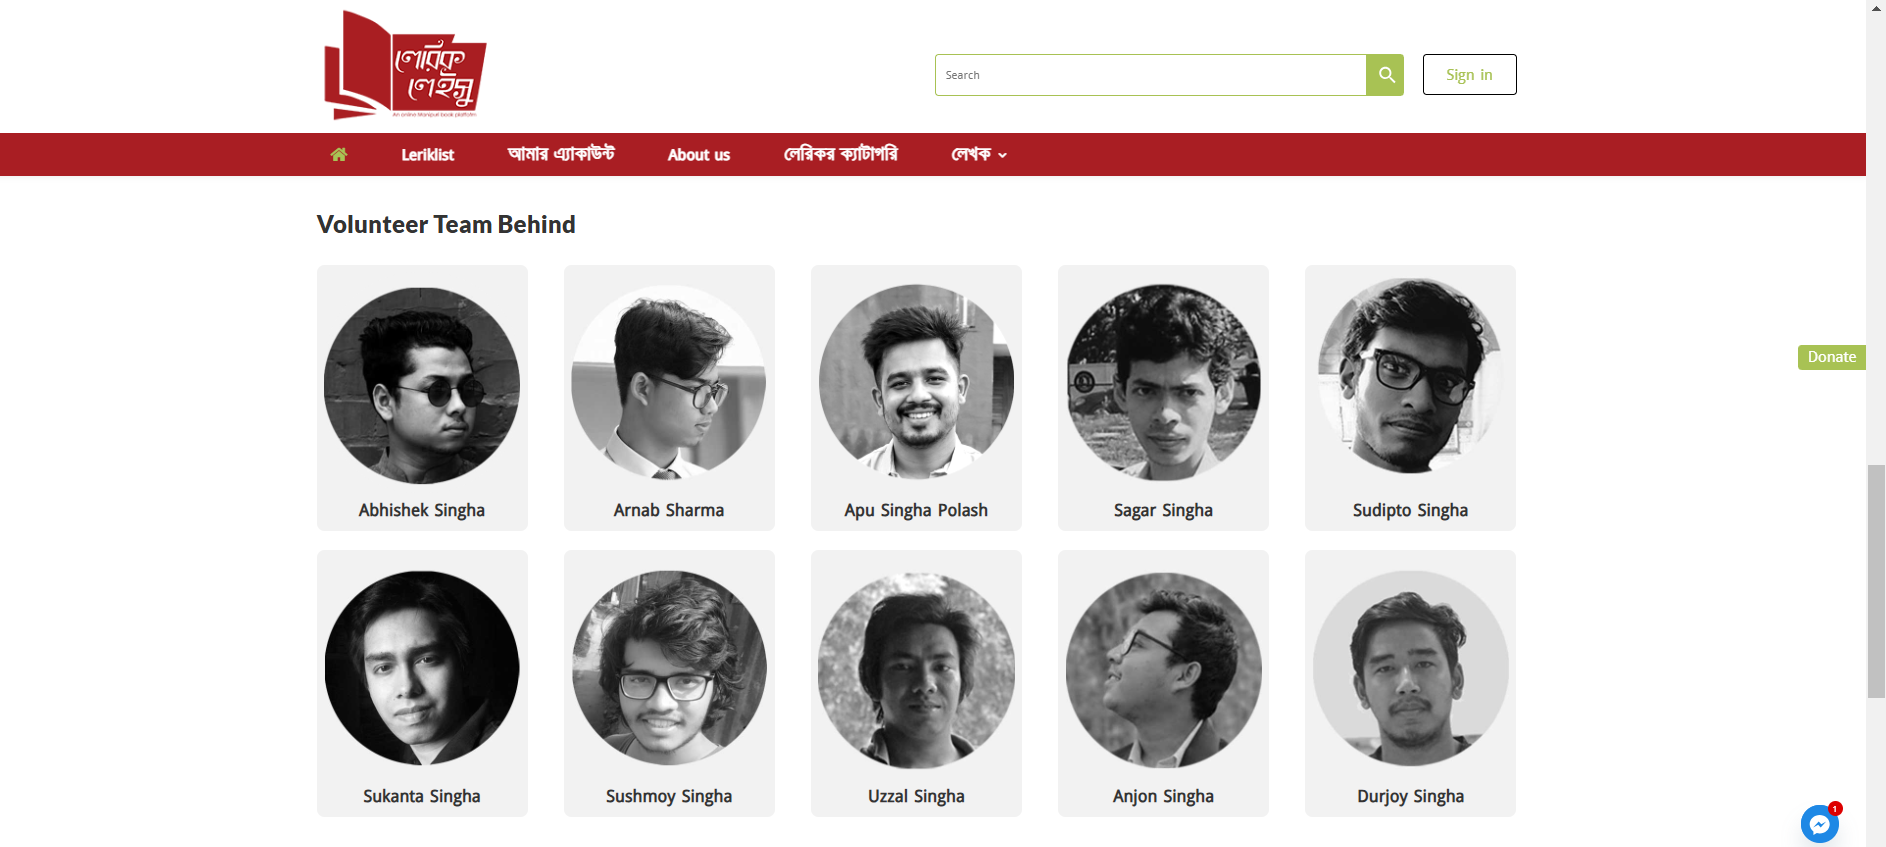 লেরিক
লেইসু
An online Manipuri book platform
Search
Sign in
Leriklist
আমার এ্যাকাউন্ট
About us
লেরিকর ক্যাটাগরি
লেখক
Volunteer Team Behind
Donate
Abhishek Singha
Arnab Sharma
Apu Singha Polash
Sagar Singha
Sudipto Singha
Sukanta Singha
Sushmoy Singha
Uzzal Singha
Anjon Singha
Durjoy Singha
1